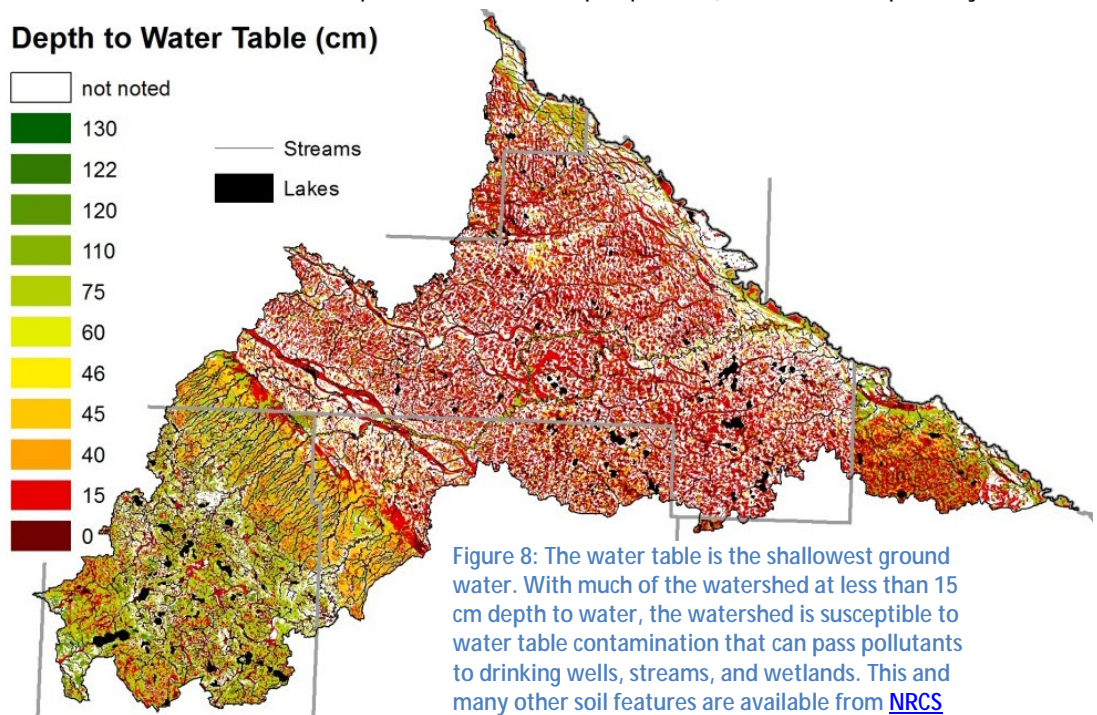 Depth to Water Table (cm)
not noted
130
122
120
110
75
60
46
45
40
15
0
Streams
Lakes
Figure 8: The water table is the shallowest ground
water. With much of the watershed at less than 15
cm depth to water, the watershed is susceptible to
water table contamination that can pass pollutants
to drinking wells, streams, and wetlands. This and
many other soil features are available from NRCS